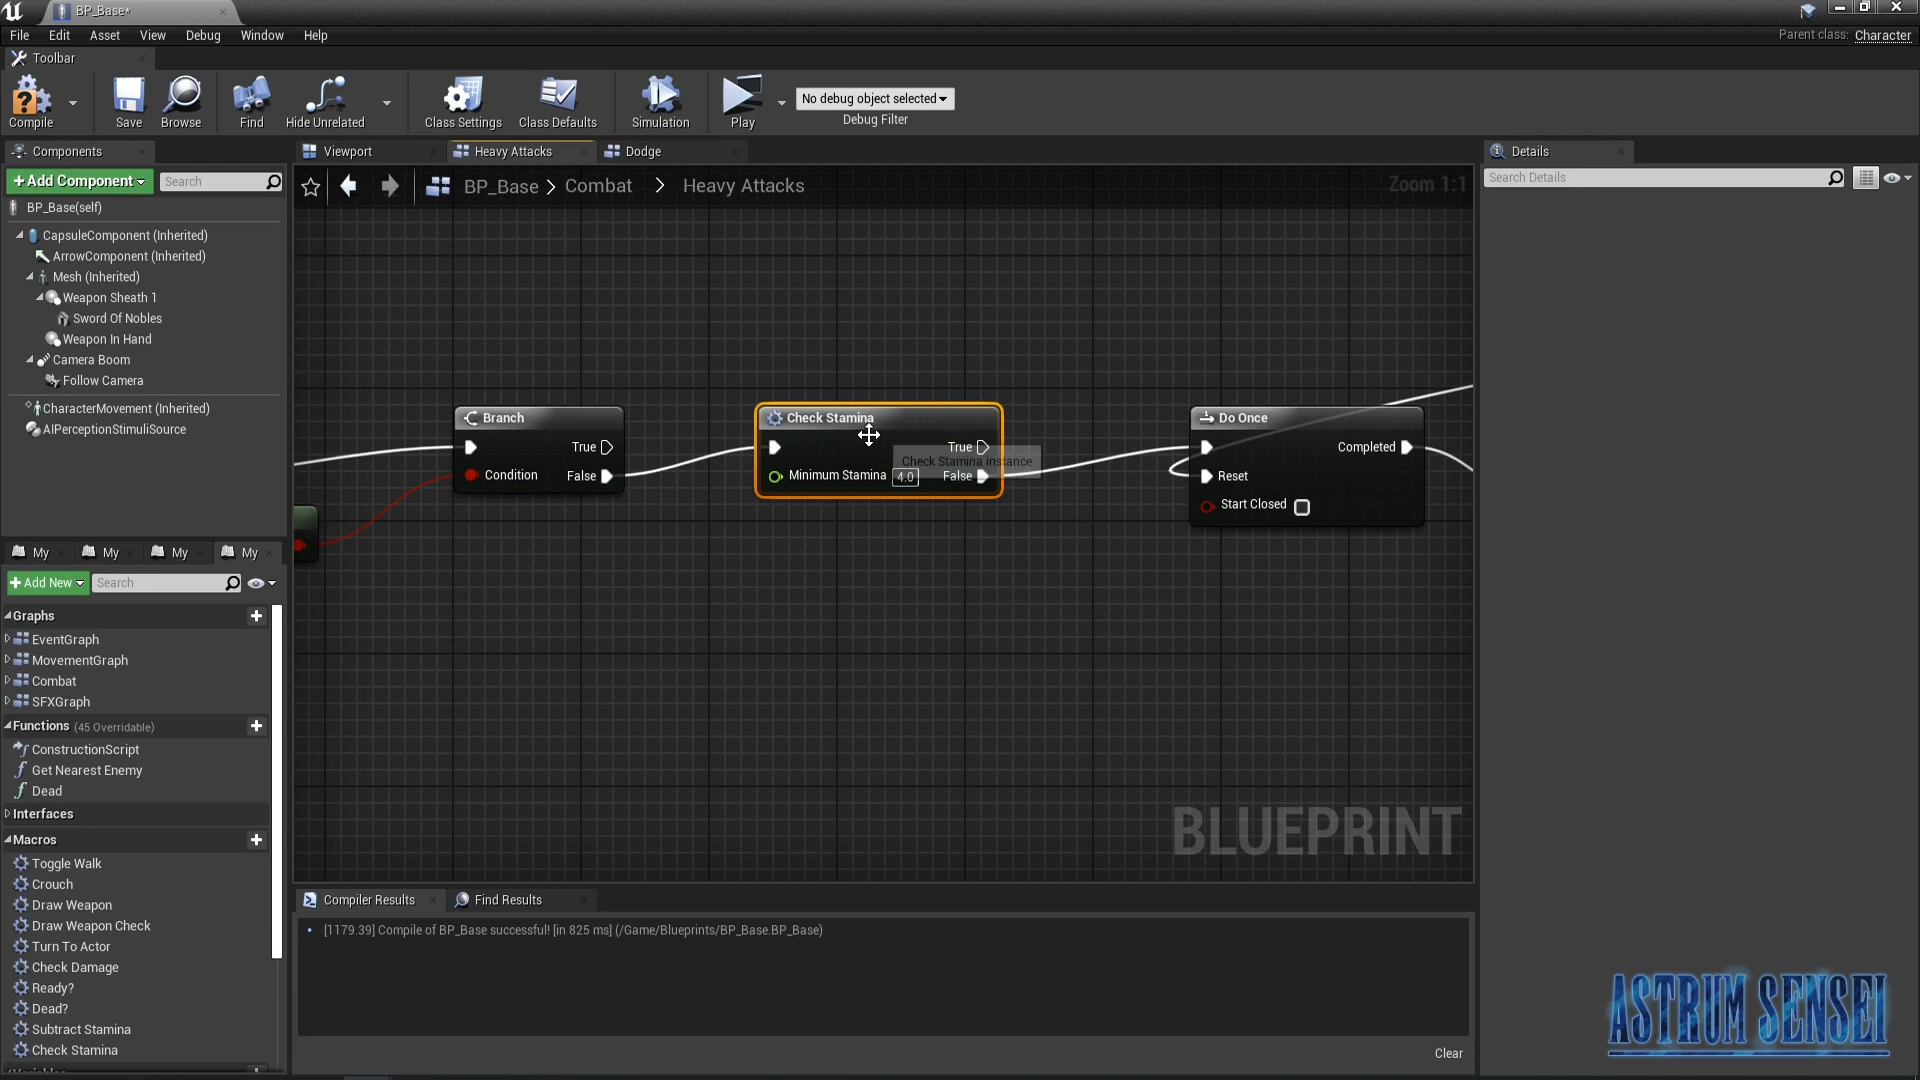 BP_Base*
File Edit Asset View Debug Window Help
Parent class: Character
Toolbar
Compile Save Browse Find Hide Unrelated Class Settings Class Defaults Simulation Play
No debug object selected
Debug Filter
Components
Viewport Heavy Attacks Dodge
Details
+Add Component Search
BP_Base > Combat > Heavy Attacks
Zoom 1:1
Search Details
BP_Base(self)
CapsuleComponent (Inherited)
ArrowComponent (Inherited)
Mesh (Inherited)
Weapon Sheath 1
Sword Of Nobles
Weapon In Hand
Camera Boom
Follow Camera
CharacterMovement (Inherited)
AIPerceptionStimuliSource
Branch
True
Condition False
Check Stamina
True
Check Stamina instance
Minimum Stamina 4.0 False
Do Once
Completed
Reset
Start Closed
My My My My
+Add New Search
Graphs
EventGraph
MovementGraph
Combat
SFXGraph
Functions (45 Overridable)
ConstructionScript
Get Nearest Enemy
Dead
Interfaces
Macros
Toggle Walk
Crouch
Draw Weapon
Draw Weapon Check
Turn To Actor
Check Damage
Ready?
Dead?
Subtract Stamina
Check Stamina
BLUEPRINT
Compiler Results Find Results
[1179.39] Compile of BP_Base successful! [in 825 ms] (/Game/Blueprints/BP_Base.BP_Base)
Clear
ASTRUM SENSEI